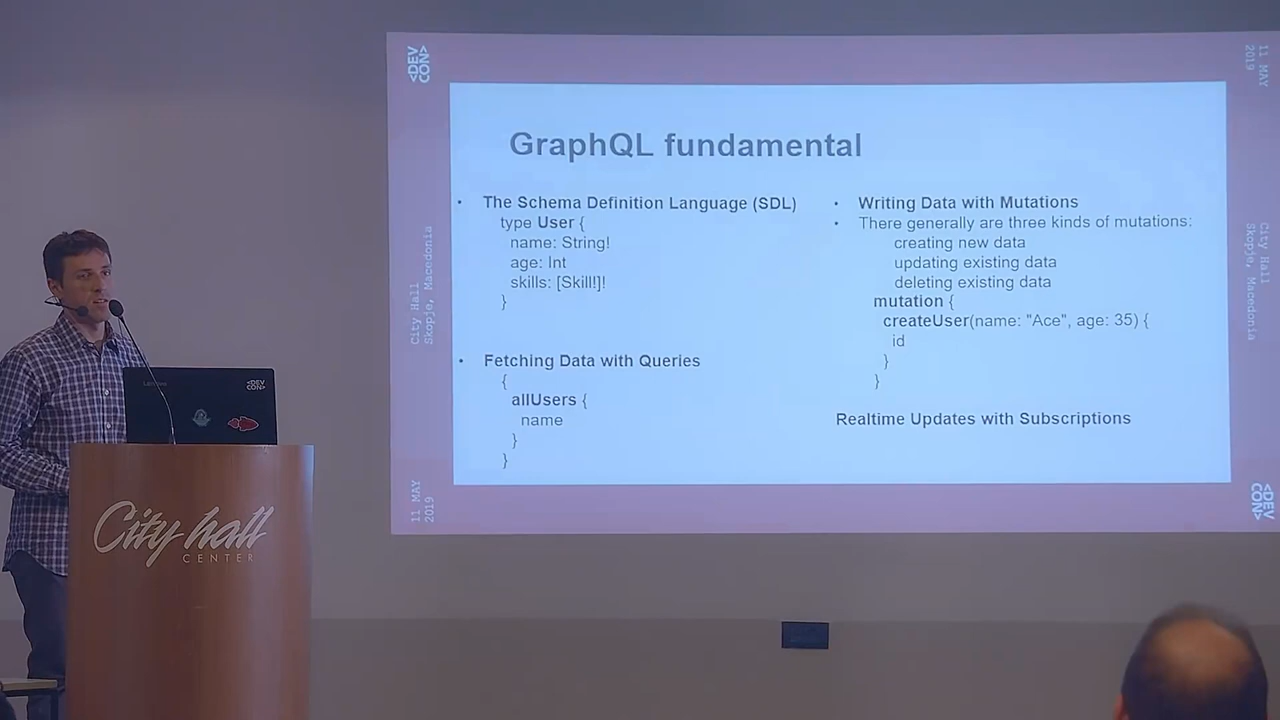 <DEV
CON>
11 MAY
2019
GraphQL fundamental
• The Schema Definition Language (SDL)
type User {
name: String!
age: Int
skills: [Skill!]!
}
• Fetching Data with Queries
{
allUsers {
name
}
}
• Writing Data with Mutations
• There generally are three kinds of mutations:
creating new data
updating existing data
deleting existing data
mutation {
createUser(name: "Ace", age: 35) {
id
}
}
Realtime Updates with Subscriptions
City Hall
Skopje, Macedonia
City Hall
Skopje, Macedonia
11 MAY
2019
<DEV
CON>
Lenovo
<DEV
CON>
City hall
CENTER